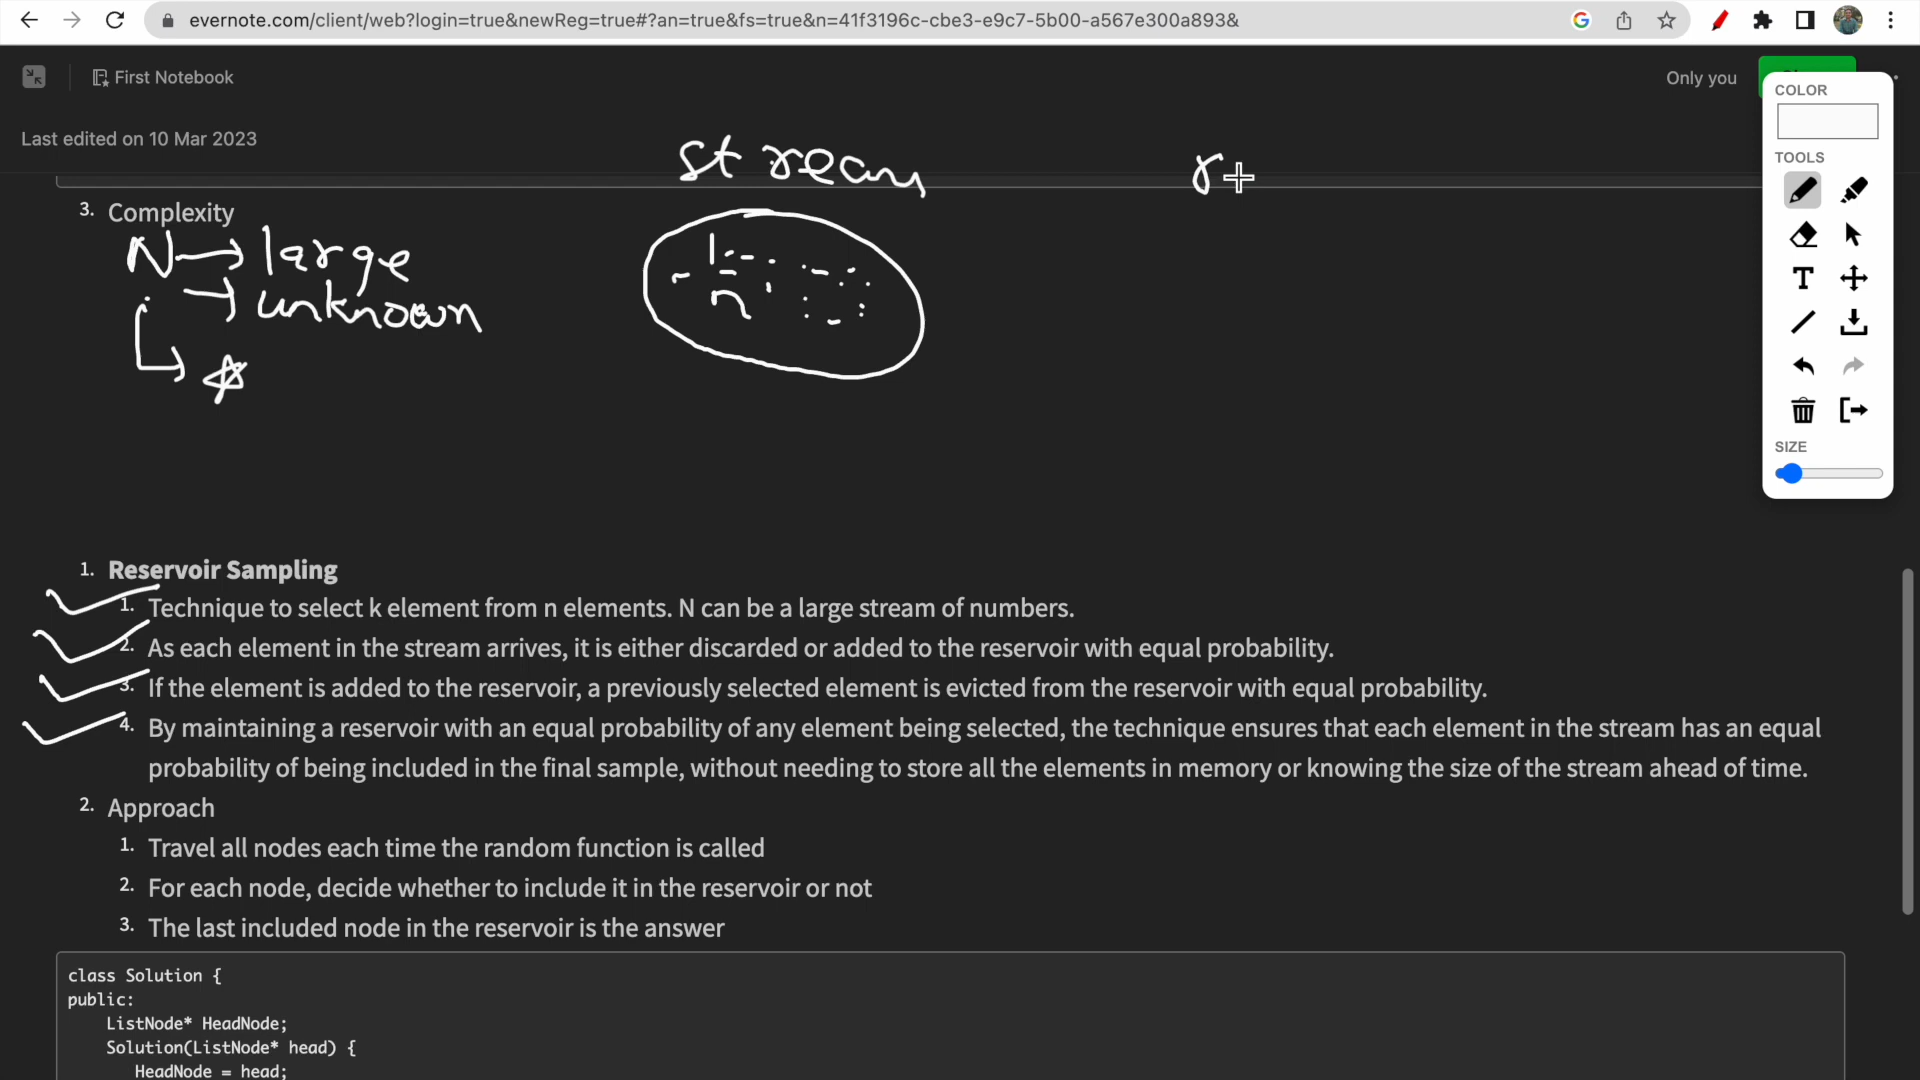 evernote.com/client/web?login=true&newReg=true#?an=true&fs=true&n=41f3196c-cbe3-e9c7-5b00-a567e300a893&
First Notebook
Only you
Last edited on 10 Mar 2023
COLOR
TOOLS
SIZE
stream
r
3. Complexity
N → large
→ unknown
n
1. Reservoir Sampling
1. Technique to select k element from n elements. N can be a large stream of numbers.
2. As each element in the stream arrives, it is either discarded or added to the reservoir with equal probability.
3. If the element is added to the reservoir, a previously selected element is evicted from the reservoir with equal probability.
4. By maintaining a reservoir with an equal probability of any element being selected, the technique ensures that each element in the stream has an equal
probability of being included in the final sample, without needing to store all the elements in memory or knowing the size of the stream ahead of time.
2. Approach
1. Travel all nodes each time the random function is called
2. For each node, decide whether to include it in the reservoir or not
3. The last included node in the reservoir is the answer
class Solution {
public:
ListNode* HeadNode;
Solution(ListNode* head) {
HeadNode = head;